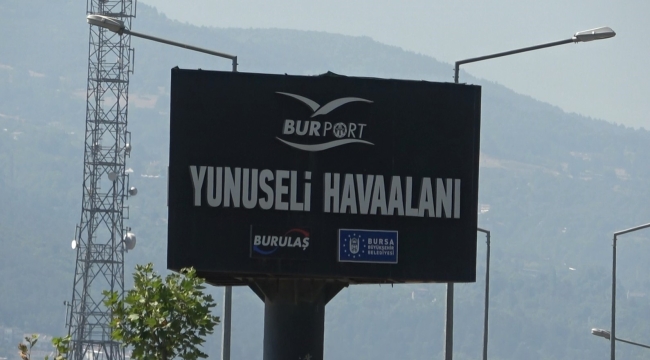 BURPORT
YUNUSELİ HAVAALANI
BURULAŞ
BURSA
BÜYÜKŞEHİR
BELEDİYESİ